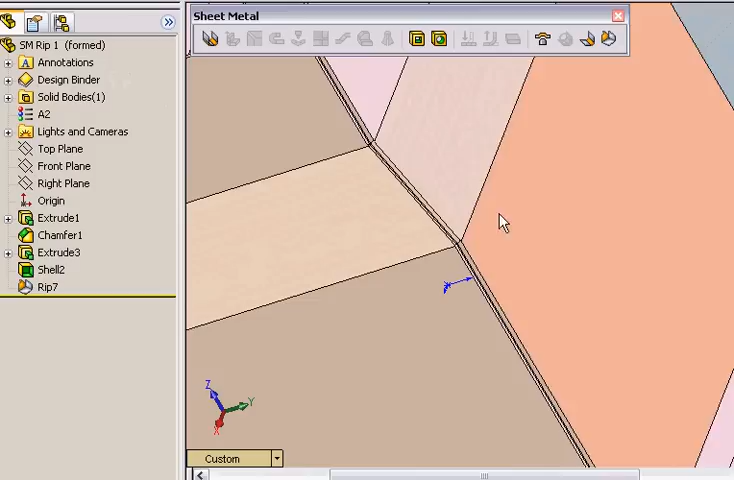 Sheet Metal
SM Rip 1 (formed)
Annotations
Design Binder
Solid Bodies(1)
A2
Lights and Cameras
Top Plane
Front Plane
Right Plane
Origin
Extrude1
Chamfer1
Extrude3
Shell2
Rip7
Z
Y
X
Custom